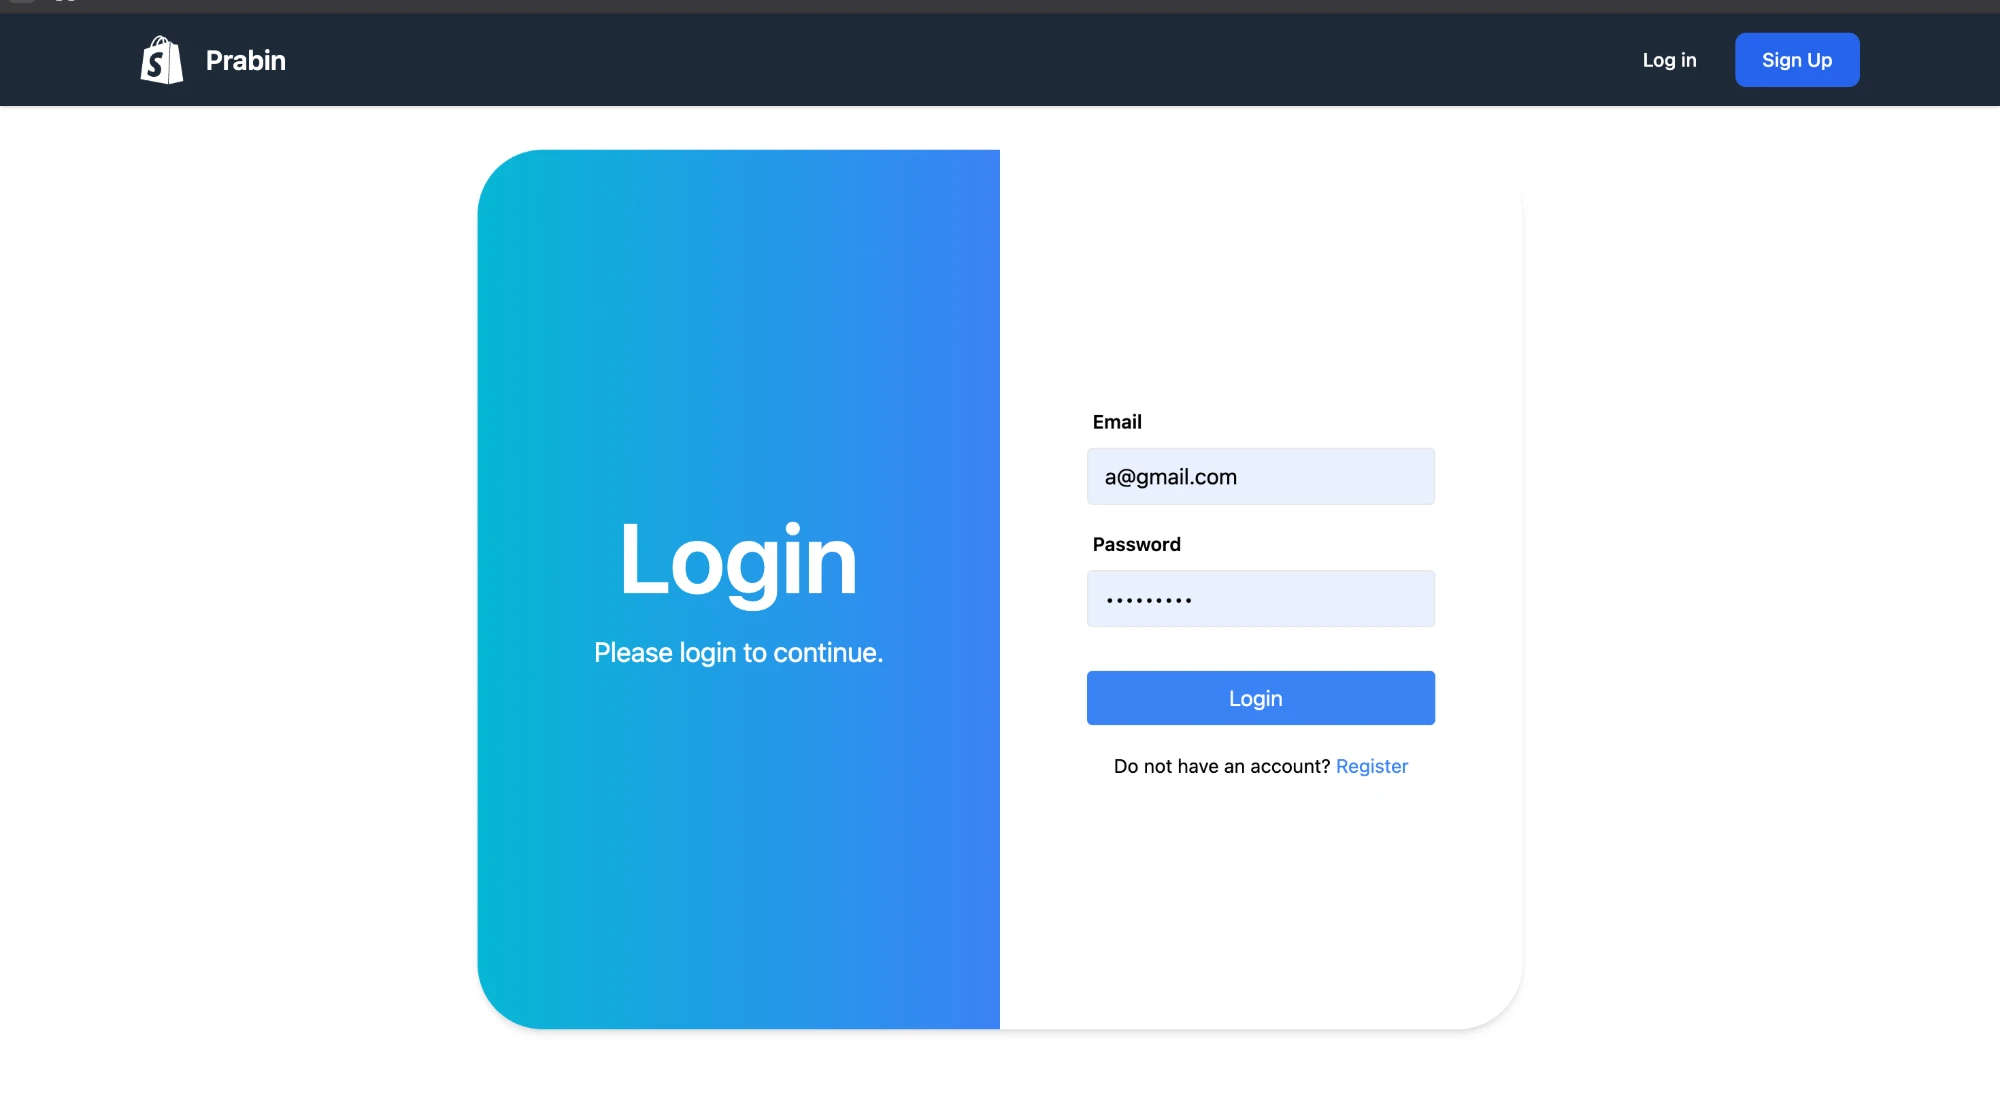 Prabin
Log in
Sign Up
Login
Please login to continue.
Email
a@gmail.com
Password
•••••••••
Login
Do not have an account? Register